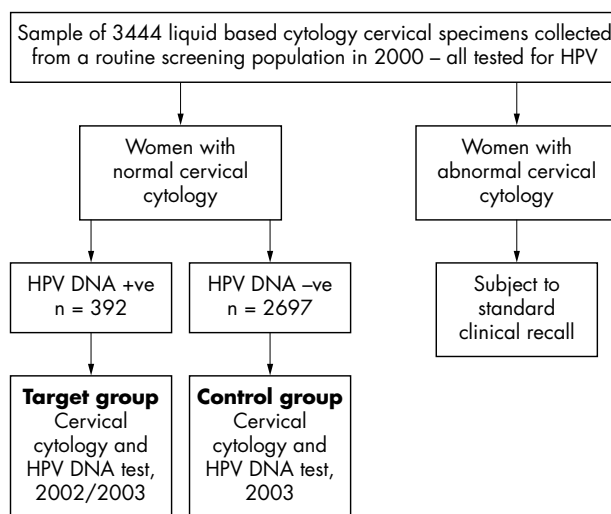 Sample of 3444 liquid based cytology cervical specimens collected
from a routine screening population in 2000 – all tested for HPV
Women with
normal cervical
cytology
Women with
abnormal cervical
cytology
HPV DNA +ve
n = 392
HPV DNA –ve
n = 2697
Subject to
standard
clinical recall
Target group
Cervical
cytology and
HPV DNA test,
2002/2003
Control group
Cervical
cytology and
HPV DNA test,
2003